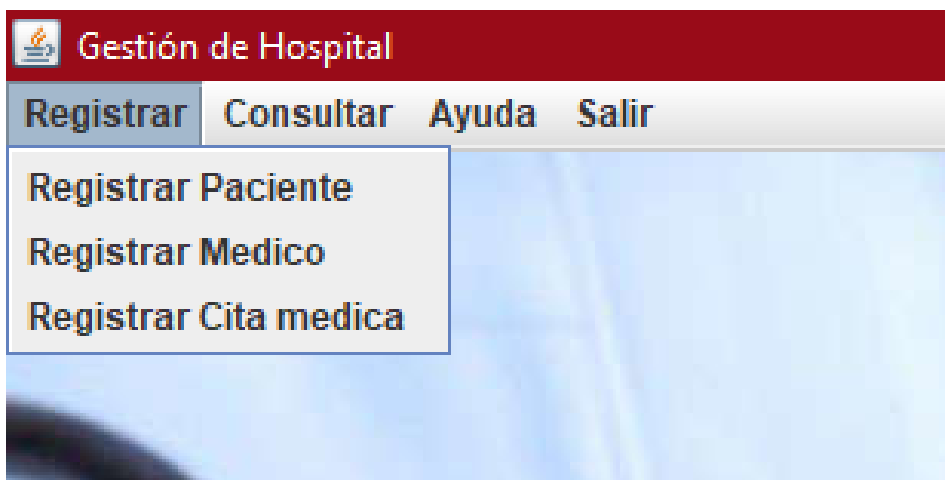 Gestión de Hospital
Registrar Consultar Ayuda Salir
Registrar Paciente
Registrar Medico
Registrar Cita medica